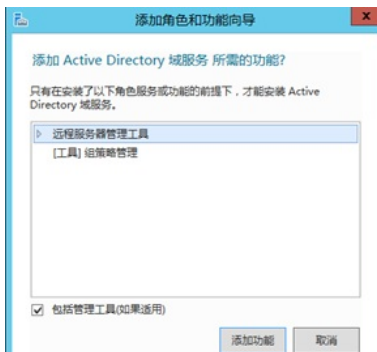 添加角色和功能向导
x
添加 Active Directory 域服务 所需的功能?
只有在安装了以下角色服务或功能的前提下，才能安装 Active
Directory 域服务。
远程服务器管理工具
[工具] 组策略管理
包括管理工具(如果适用)
添加功能
取消